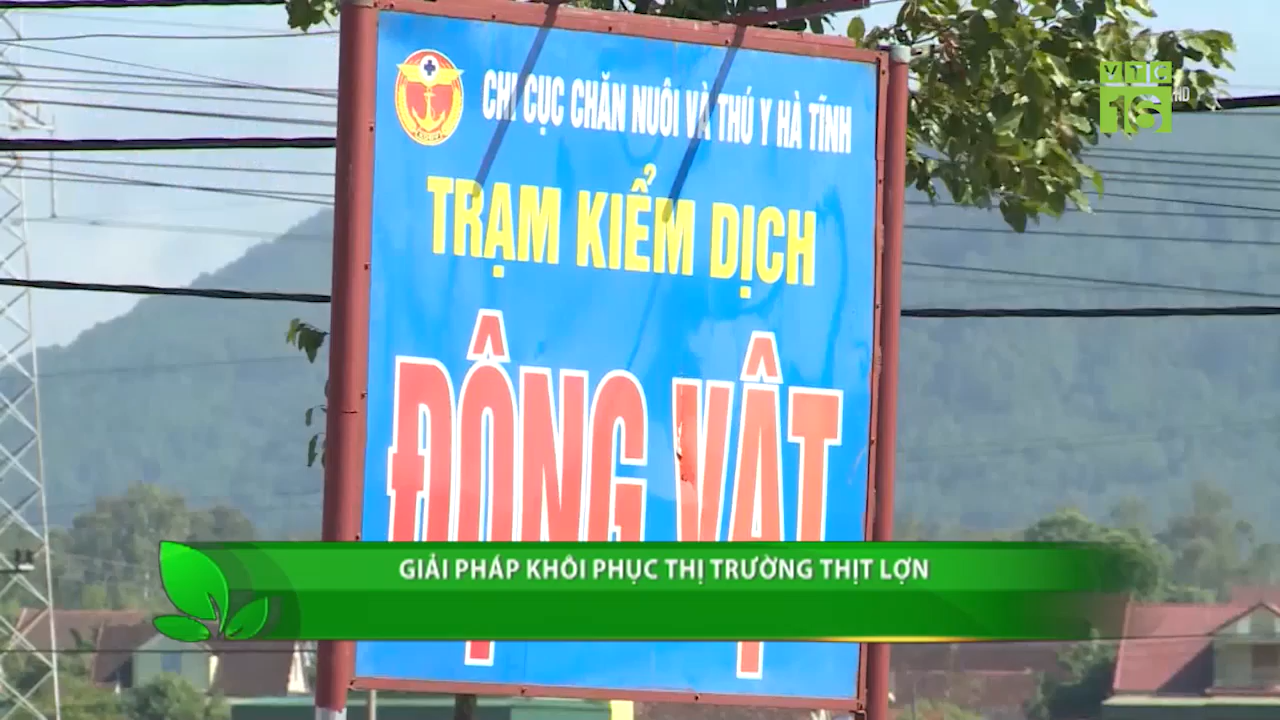 CHI CỤC CHĂN NUÔI VÀ THÚ Y HÀ TĨNH
VTC
16
HD
TRẠM KIỂM DỊCH
ĐỘNG VẬT
GIẢI PHÁP KHÔI PHỤC THỊ TRƯỜNG THỊT LỢN